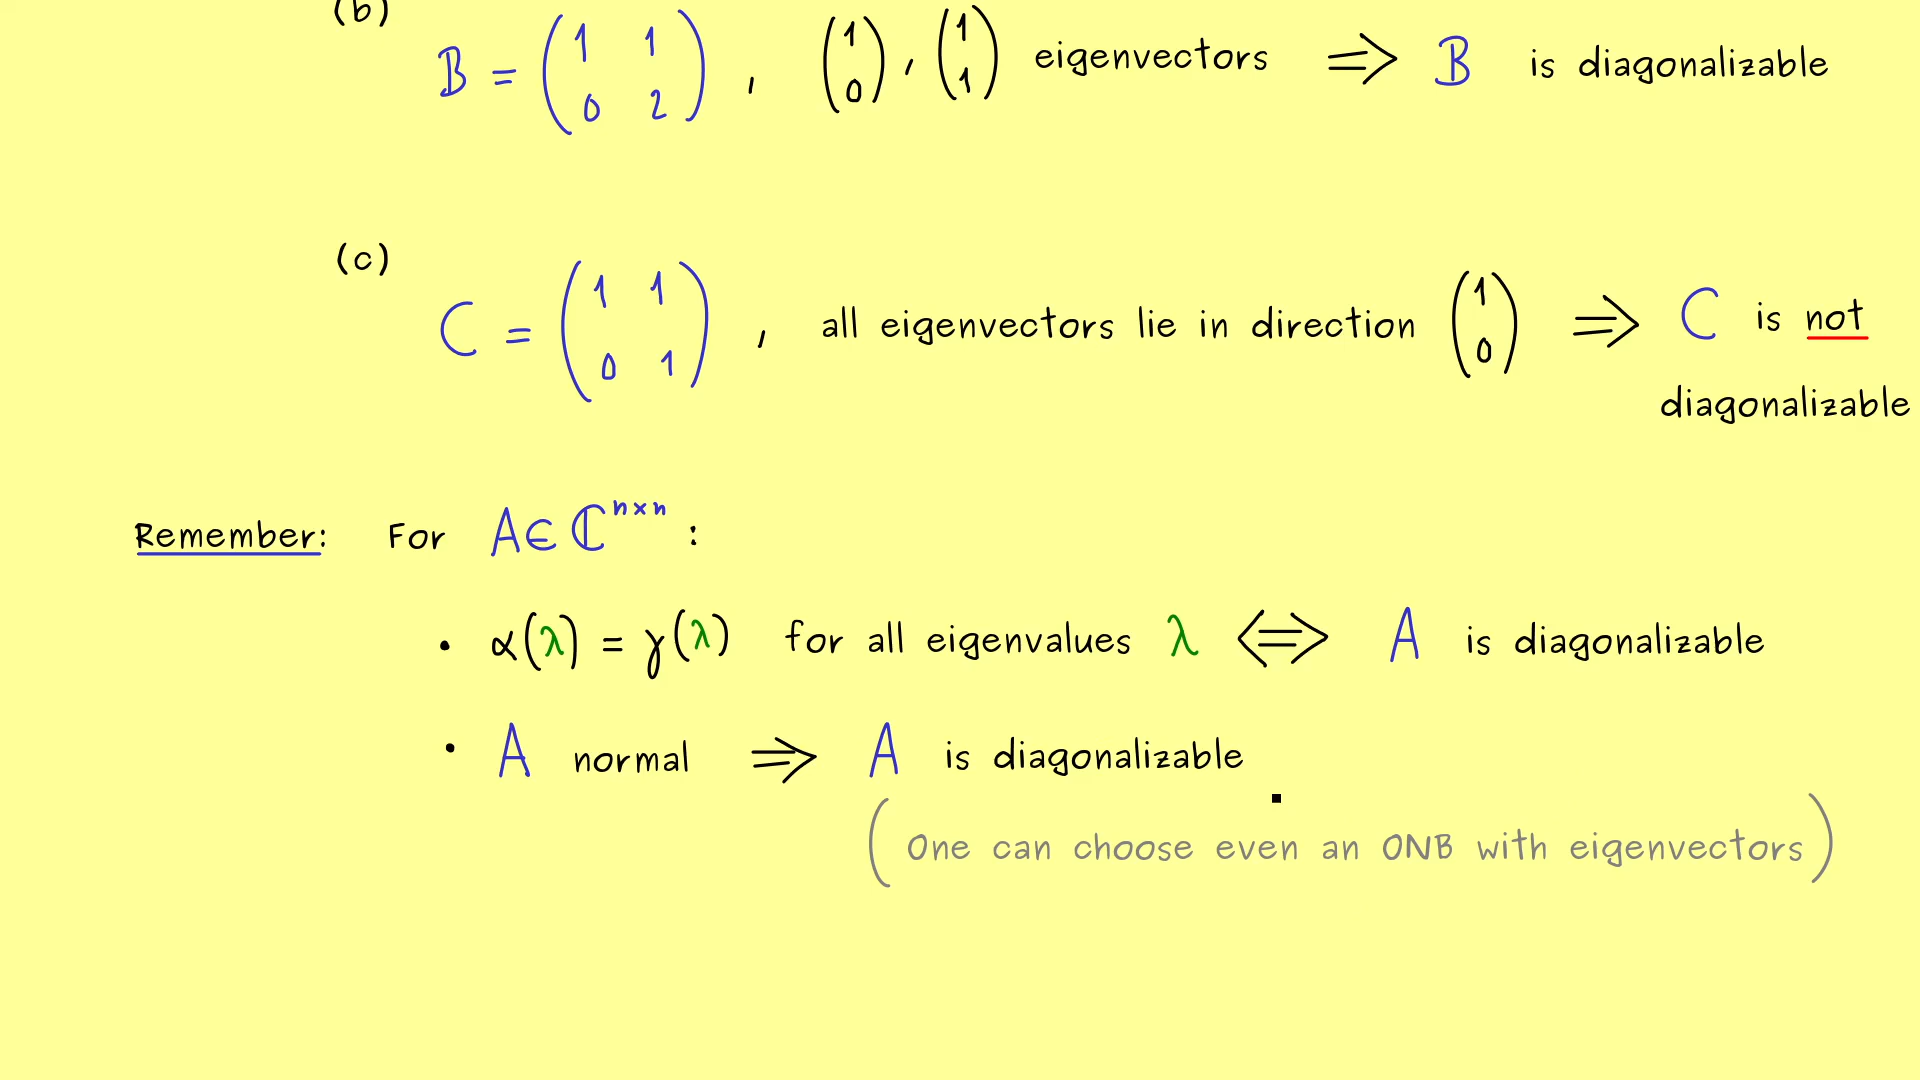 (b)
B = (1 1 0 2) , (1 0) , (1 1) eigenvectors ⟹ B is diagonalizable
(c)
C = (1 1 0 1) , all eigenvectors lie in direction (1 0) ⟹ C is not
diagonalizable
Remember: For A ∈ ℂⁿˣⁿ :
• α(λ) = γ(λ) for all eigenvalues λ ⟺ A is diagonalizable
• A normal ⟹ A is diagonalizable
(One can choose even an ONB with eigenvectors)